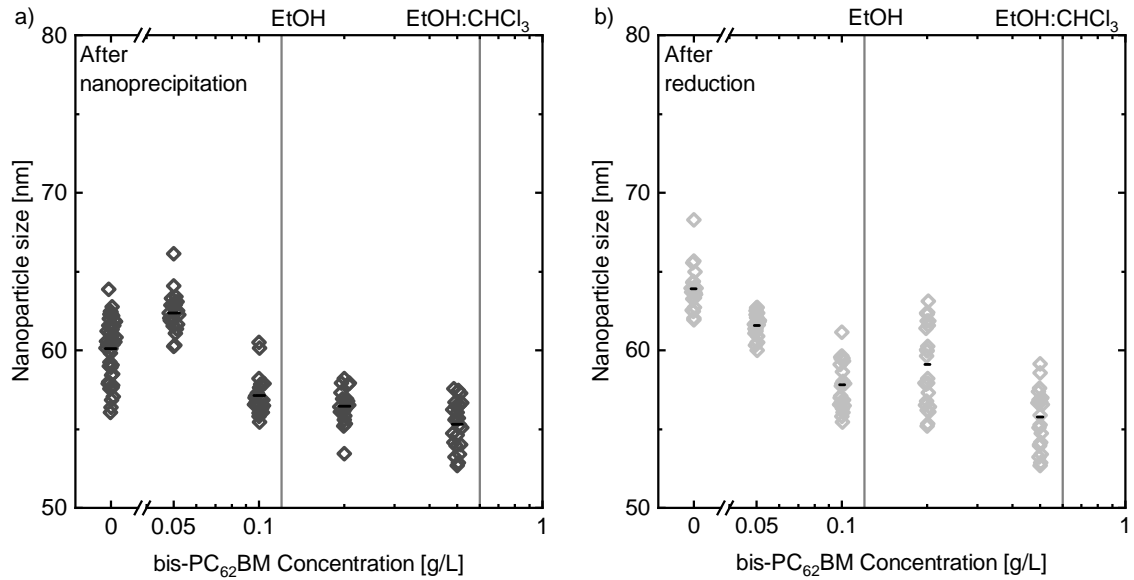 a)
EtOH
EtOH:CHCl₃
After
nanoprecipitation
Nanoparticle size [nm]
80
70
60
50
0
0.05
0.1
1
bis-PC₆₂BM Concentration [g/L]
b)
EtOH
EtOH:CHCl₃
After
reduction
Nanoparticle size [nm]
80
70
60
50
0
0.05
0.1
1
bis-PC₆₂BM Concentration [g/L]